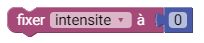 fixer intensite à 0